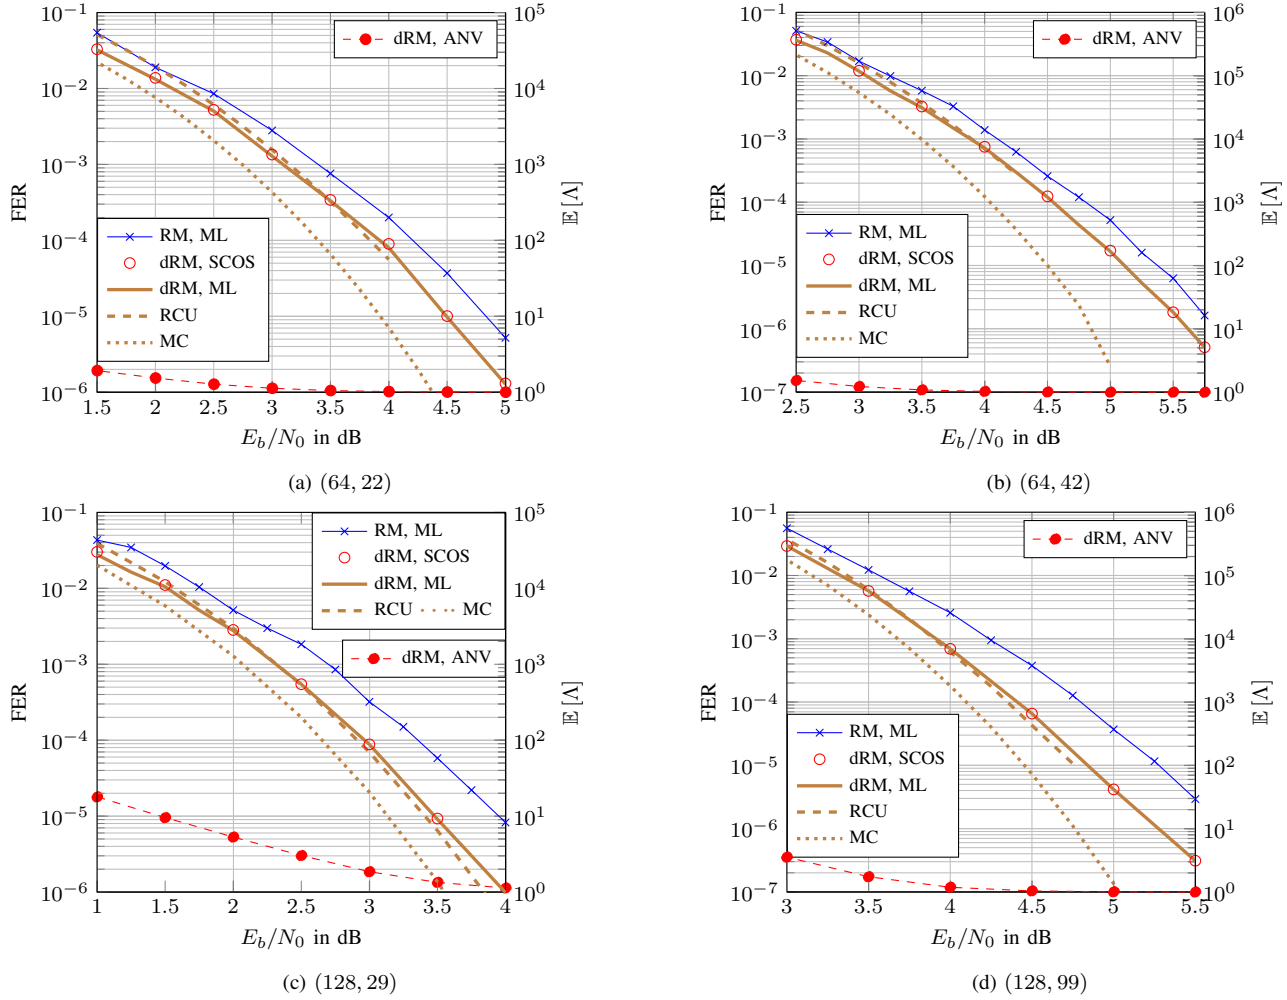 10^-1
10^-2
10^-3
10^-4
10^-5
10^-6
FER
10^5
10^4
10^3
10^2
10^1
10^0
𝔼 [Λ]
dRM, ANV
RM, ML
dRM, SCOS
dRM, ML
RCU
MC
1.5 2 2.5 3 3.5 4 4.5 5
E_b/N_0 in dB
(a) (64, 22)
10^-1
10^-2
10^-3
10^-4
10^-5
10^-6
10^-7
FER
10^6
10^5
10^4
10^3
10^2
10^1
10^0
𝔼 [Λ]
dRM, ANV
RM, ML
dRM, SCOS
dRM, ML
RCU
MC
2.5 3 3.5 4 4.5 5 5.5
E_b/N_0 in dB
(b) (64, 42)
10^-1
10^-2
10^-3
10^-4
10^-5
10^-6
FER
10^5
10^4
10^3
10^2
10^1
10^0
𝔼 [Λ]
RM, ML
dRM, SCOS
dRM, ML
RCU MC
dRM, ANV
1 1.5 2 2.5 3 3.5 4
E_b/N_0 in dB
(c) (128, 29)
10^-1
10^-2
10^-3
10^-4
10^-5
10^-6
10^-7
FER
10^6
10^5
10^4
10^3
10^2
10^1
10^0
𝔼 [Λ]
dRM, ANV
RM, ML
dRM, SCOS
dRM, ML
RCU
MC
3 3.5 4 4.5 5 5.5
E_b/N_0 in dB
(d) (128, 99)